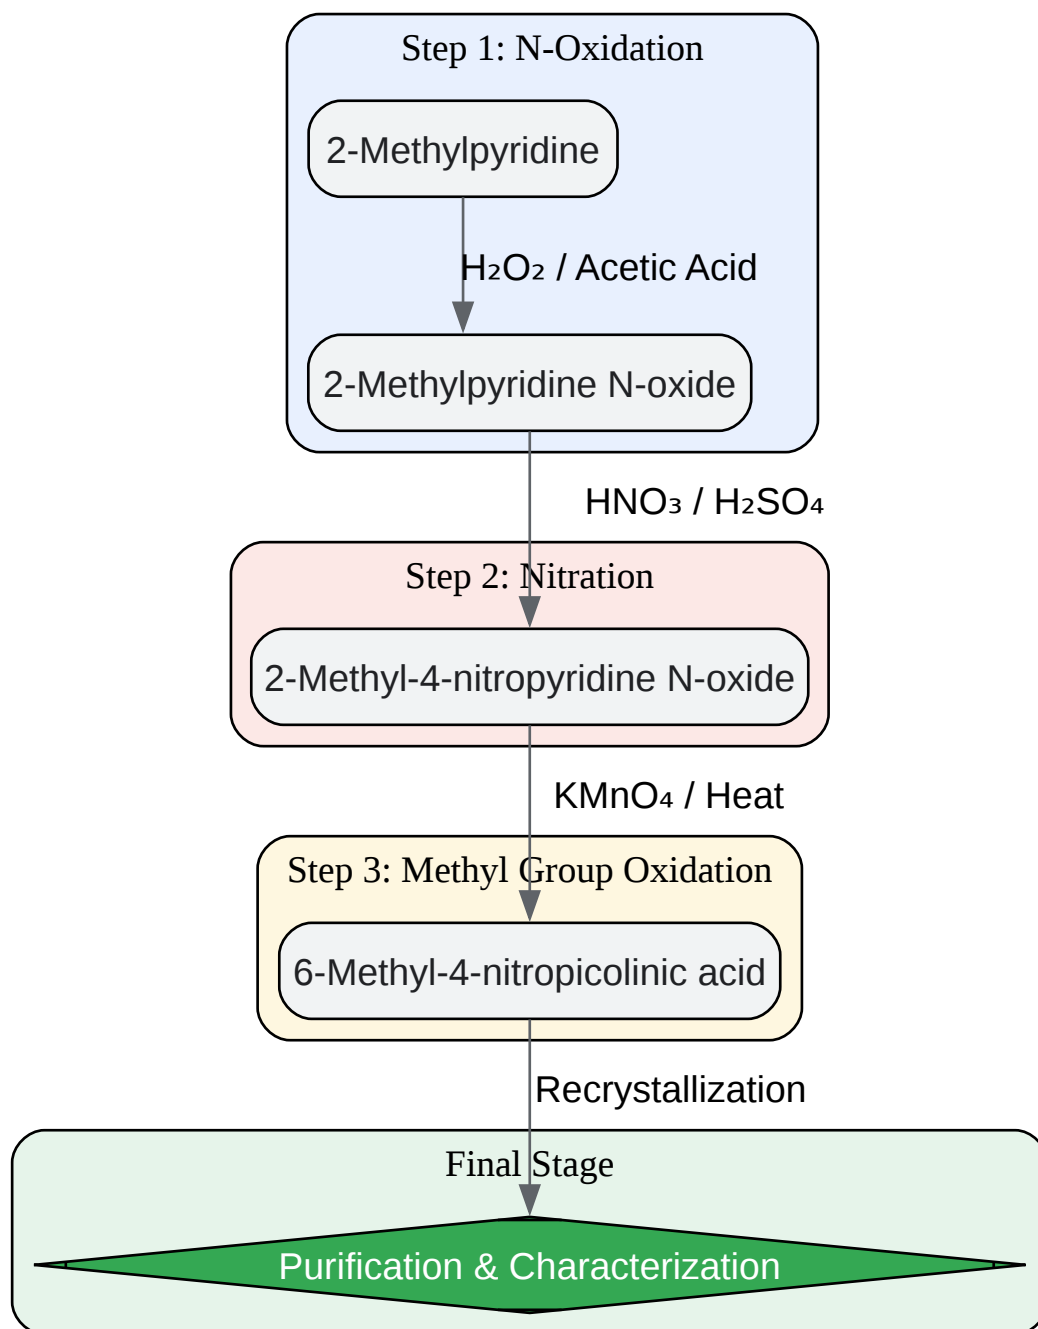 Step 1: N-Oxidation
2-Methylpyridine
H₂O₂ / Acetic Acid
2-Methylpyridine N-oxide
HNO₃ / H₂SO₄
Step 2: Nitration
2-Methyl-4-nitropyridine N-oxide
KMnO₄ / Heat
Step 3: Methyl Group Oxidation
6-Methyl-4-nitropicolinic acid
Recrystallization
Final Stage
Purification & Characterization